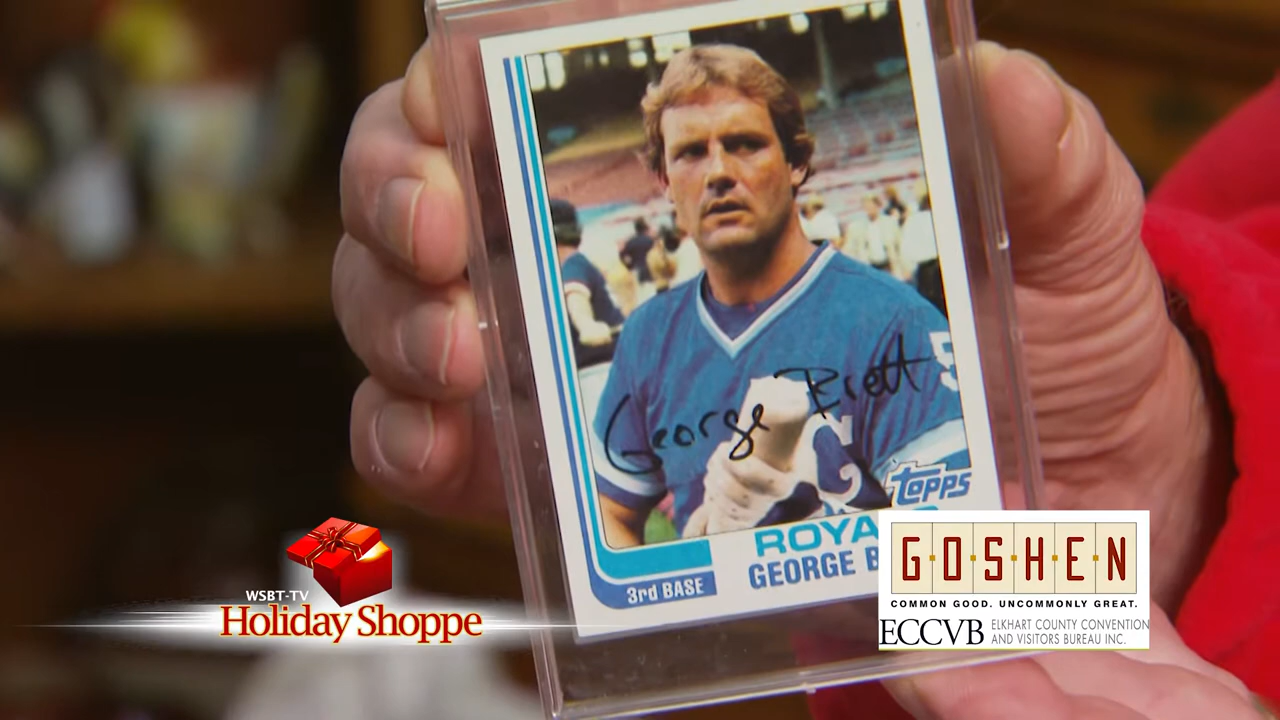 George Brett
5
TOPPS
ROYA
GEORGE B
3rd BASE
WSBT-TV
Holiday Shoppe
G·O·S·H·E·N
COMMON GOOD. UNCOMMONLY GREAT.
ECCVB ELKHART COUNTY CONVENTION
AND VISITORS BUREAU INC.